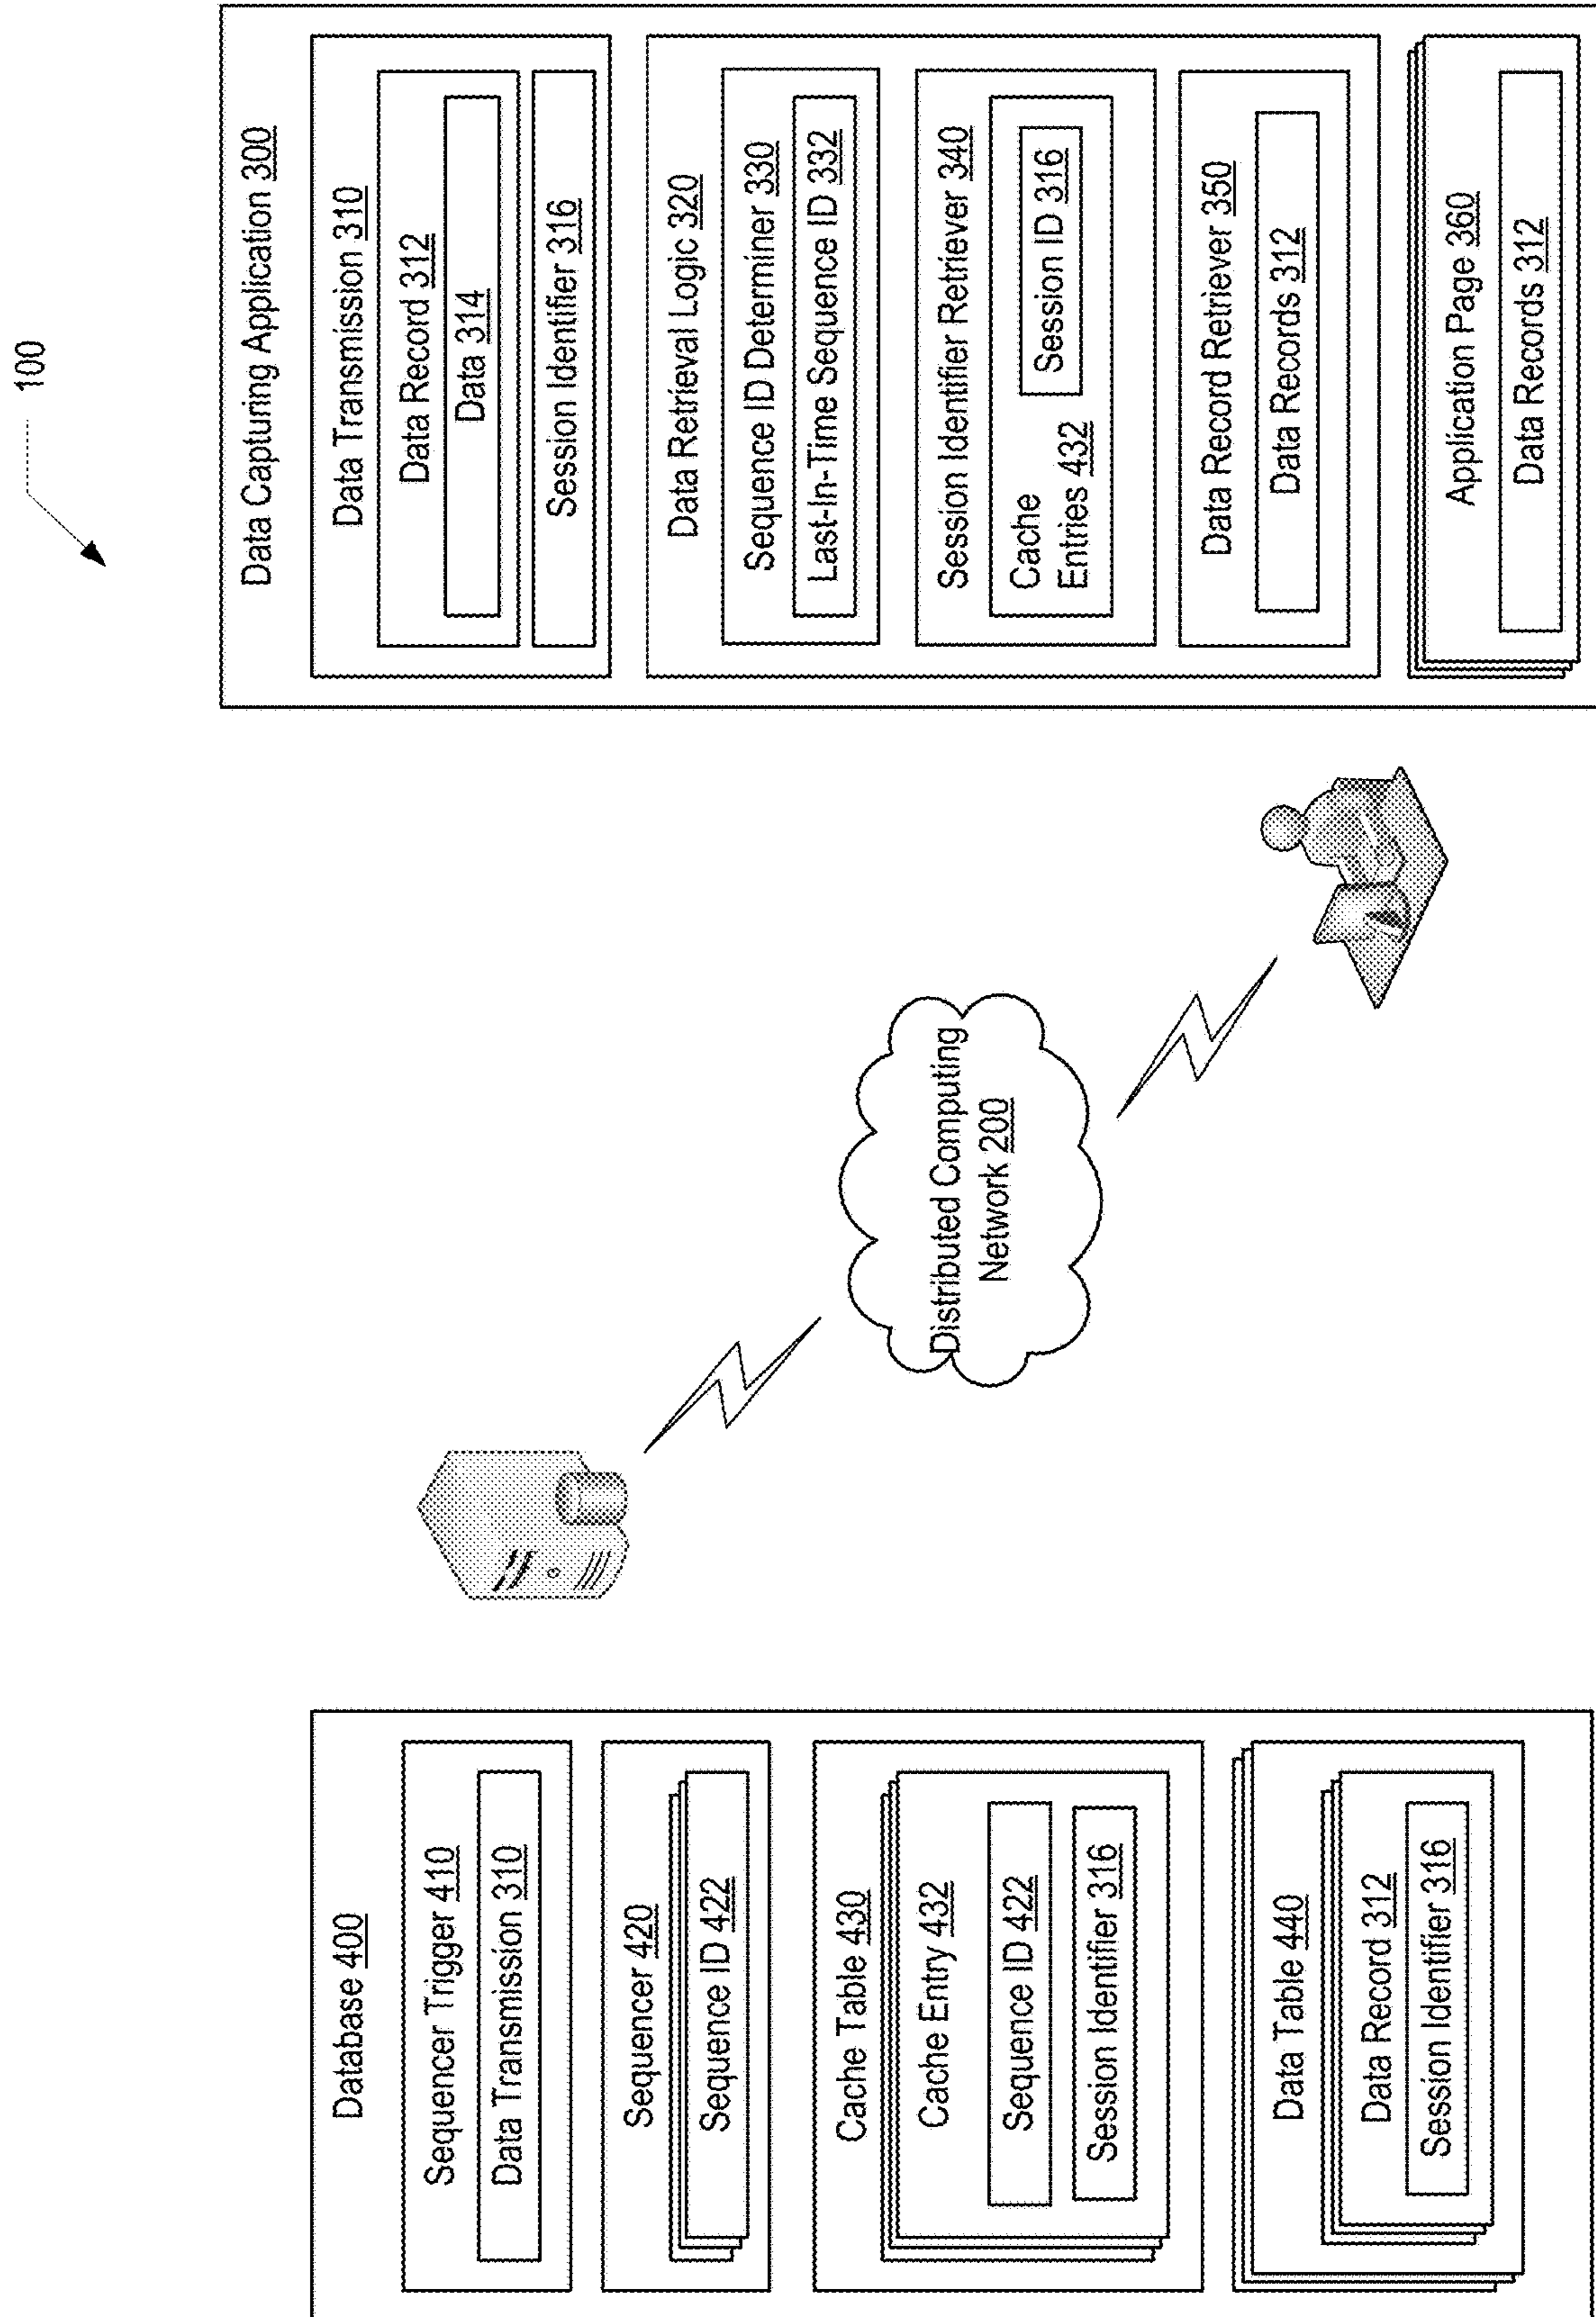 100
Database 400
Sequencer Trigger 410
Data Transmission 310
Sequencer 420
Sequence ID 422
Cache Table 430
Cache Entry 432
Sequence ID 422
Session Identifier 316
Data Table 440
Data Record 312
Session Identifier 316
Distributed Computing
Network 200
Data Capturing Application 300
Data Transmission 310
Data Record 312
Data 314
Session Identifier 316
Data Retrieval Logic 320
Sequence ID Determiner 330
Last-In-Time Sequence ID 332
Session Identifier Retriever 340
Cache
Entries 432
Session ID 316
Data Record Retriever 350
Data Records 312
Application Page 360
Data Records 312